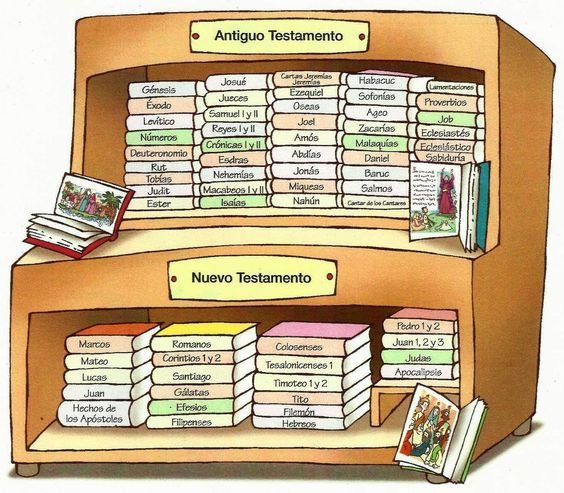 Antiguo Testamento
Génesis
Éxodo
Levítico
Números
Deuteronomio
Rut
Tobías
Judit
Ester
Josué
Jueces
Samuel I y II
Reyes I y II
Crónicas I y II
Esdras
Nehemías
Macabeos I y II
Isaías
Cartas Jeremías
Jeremías
Ezequiel
Oseas
Joel
Amós
Abdías
Jonás
Miqueas
Nahún
Habacuc
Sofonías
Ageo
Zacarías
Malaquías
Daniel
Baruc
Salmos
Cantar de los Cantares
Lamentaciones
Proverbios
Job
Eclesiastés
Eclesiástico
Sabiduría
Nuevo Testamento
Marcos
Mateo
Lucas
Juan
Hechos de
los Apóstoles
Romanos
Corintios 1 y 2
Santiago
Gálatas
Efesios
Filipenses
Colosenses
Tesalonicenses 1
Timoteo 1 y 2
Tito
Filemón
Hebreos
Pedro 1 y 2
Juan 1, 2 y 3
Judas
Apocalipsis